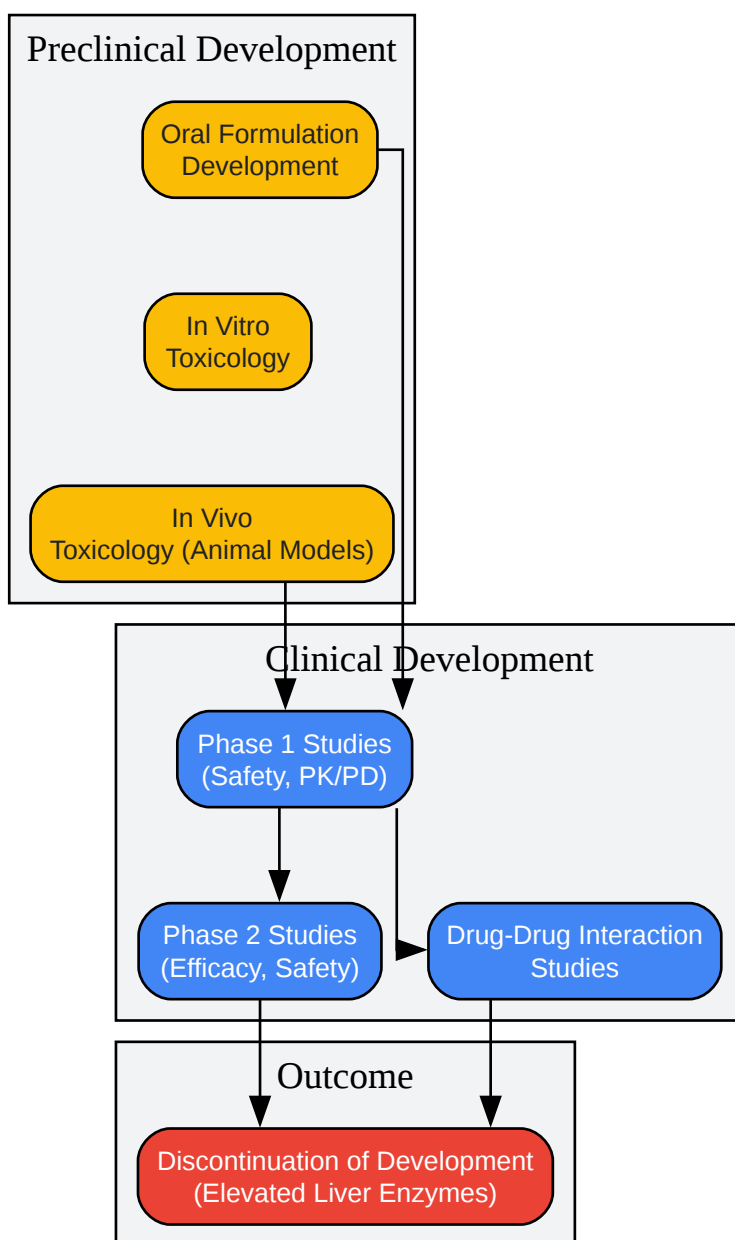 Preclinical Development
Oral Formulation
Development
In Vitro
Toxicology
In Vivo
Toxicology (Animal Models)
Clinical Development
Phase 1 Studies
(Safety, PK/PD)
Phase 2 Studies
(Efficacy, Safety)
Drug-Drug Interaction
Studies
Outcome
Discontinuation of Development
(Elevated Liver Enzymes)